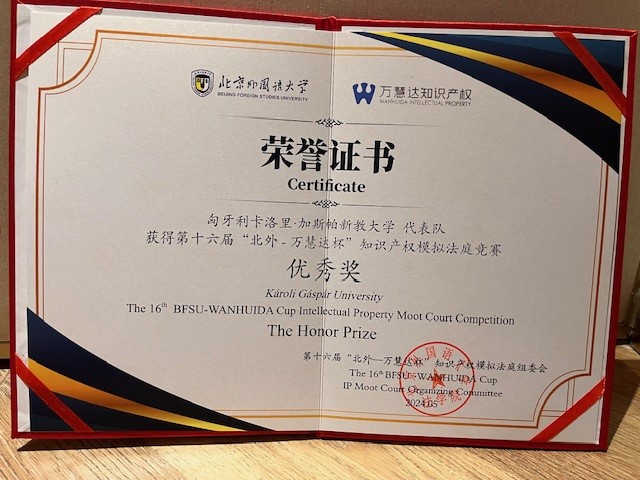 北京外国语大学
BEIJING FOREIGN STUDIES UNIVERSITY
万慧达知识产权
WANHUIDA INTELLECTUAL PROPERTY
荣誉证书
Certificate
匈牙利卡洛里·加斯帕新教大学 代表队
获得第十六届“北外-万慧达杯”知识产权模拟法庭竞赛
优秀奖
Károli Gáspár University
The 16th BFSU-WANHUIDA Cup Intellectual Property Moot Court Competition
The Honor Prize
第十六届“北外—万慧达杯”知识产权模拟法庭组委会
The 16th BFSU-WANHUIDA Cup
IP Moot Court Organizing Committee
2024.05